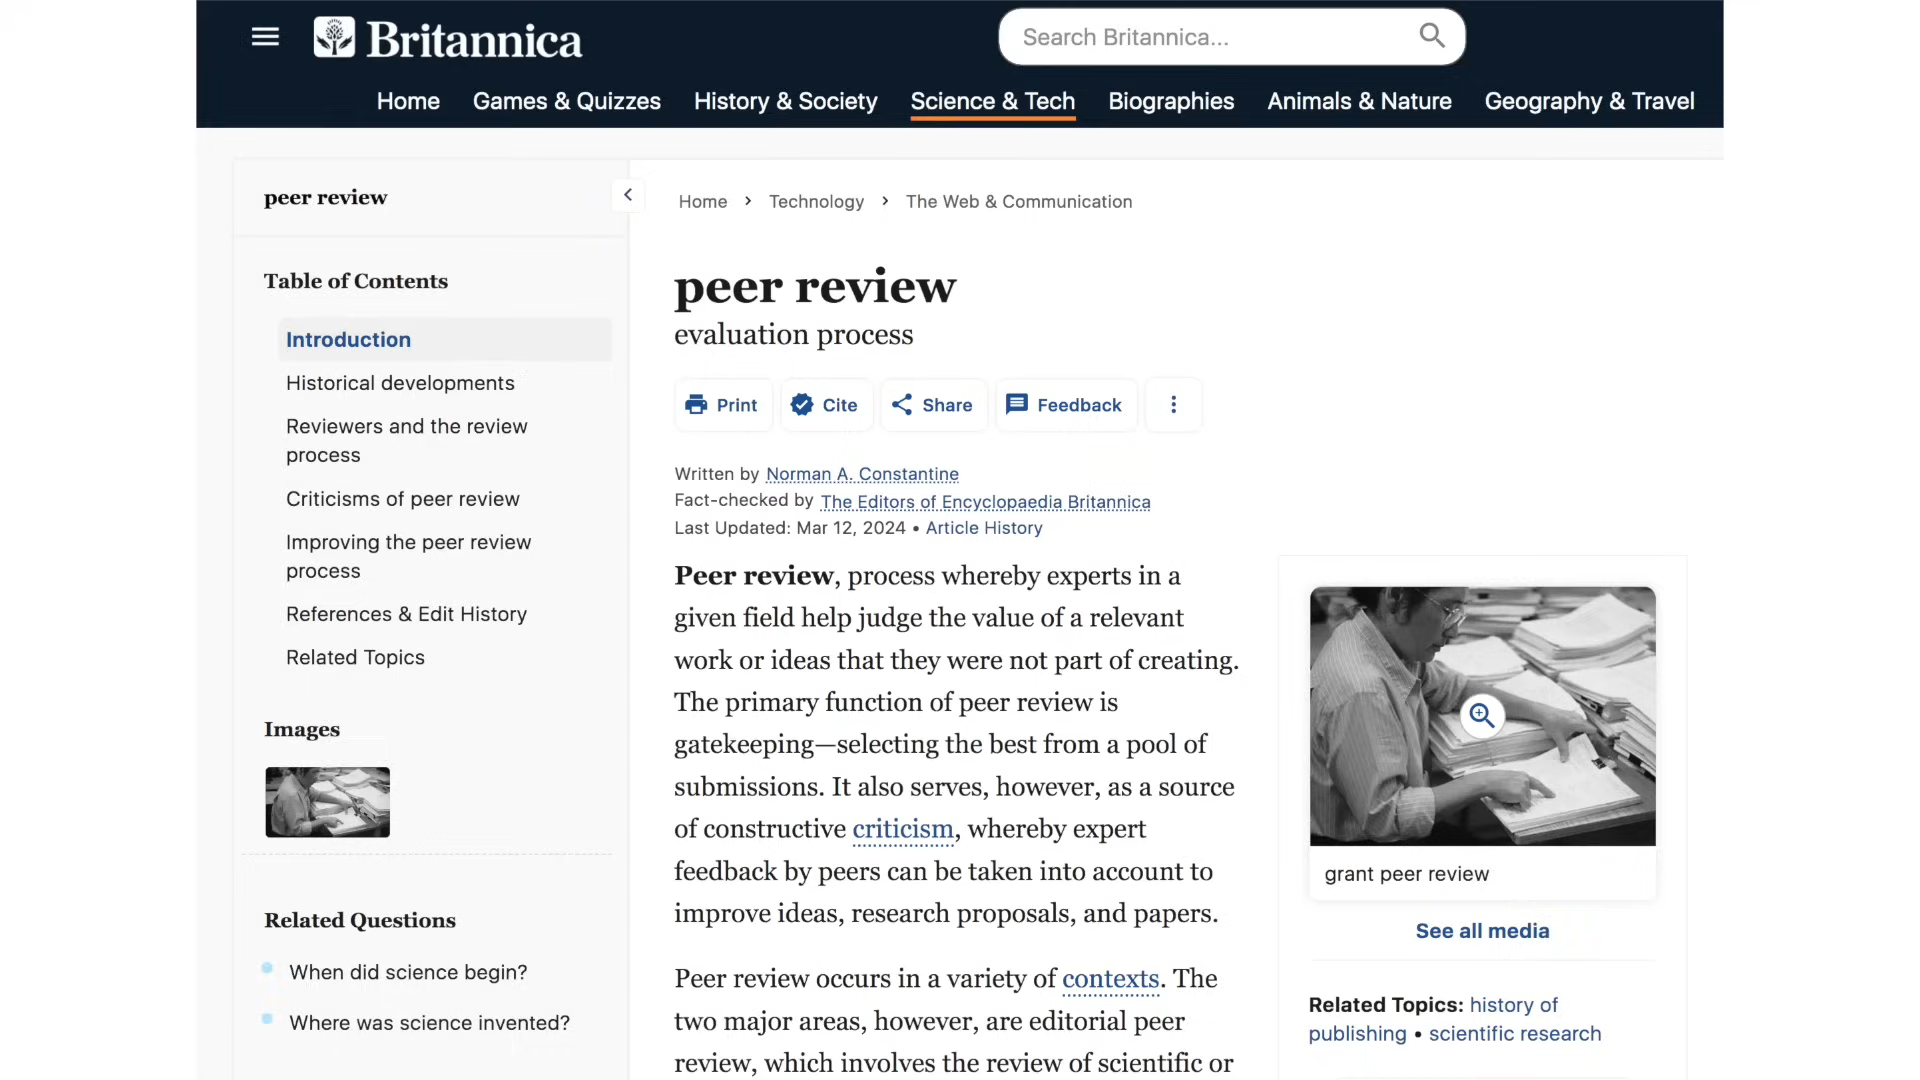 Britannica
Search Britannica...
Home Games & Quizzes History & Society Science & Tech Biographies Animals & Nature Geography & Travel
peer review
Table of Contents
Introduction
Historical developments
Reviewers and the review
process
Criticisms of peer review
Improving the peer review
process
References & Edit History
Related Topics
Images
Related Questions
When did science begin?
Where was science invented?
Home > Technology > The Web & Communication
peer review
evaluation process
Print Cite Share Feedback
Written by Norman A. Constantine
Fact-checked by The Editors of Encyclopaedia Britannica
Last Updated: Mar 12, 2024 • Article History
Peer review, process whereby experts in a
given field help judge the value of a relevant
work or ideas that they were not part of creating.
The primary function of peer review is
gatekeeping—selecting the best from a pool of
submissions. It also serves, however, as a source
of constructive criticism, whereby expert
feedback by peers can be taken into account to
improve ideas, research proposals, and papers.
Peer review occurs in a variety of contexts. The
two major areas, however, are editorial peer
review, which involves the review of scientific or
grant peer review
See all media
Related Topics: history of
publishing • scientific research